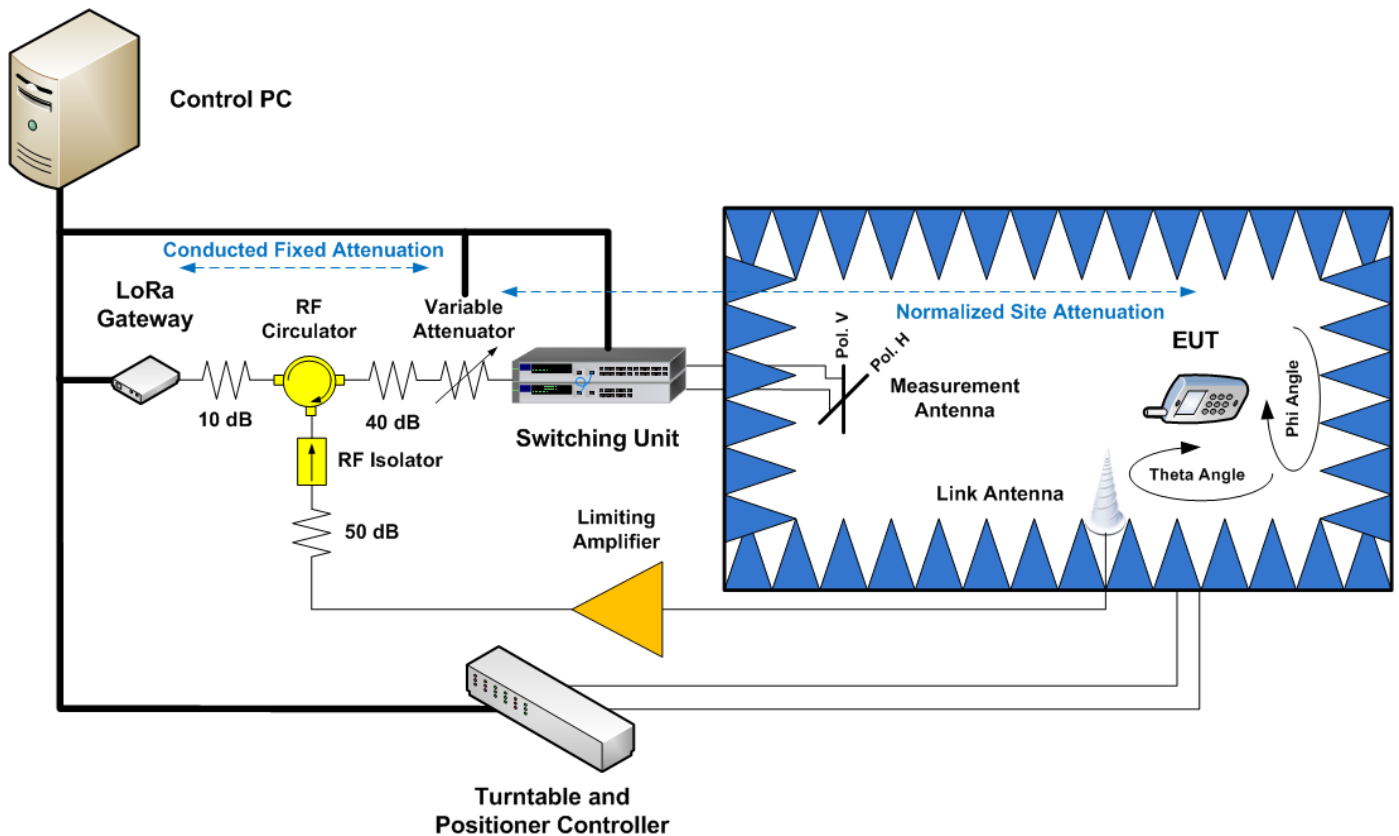 Control PC
Conducted Fixed Attenuation
LoRa
Gateway
RF
Circulator
Variable
Attenuator
Normalized Site Attenuation
Pol. V
Pol. H
EUT
Phi Angle
Measurement
Antenna
10 dB
40 dB
Switching Unit
RF Isolator
Theta Angle
Link Antenna
50 dB
Limiting
Amplifier
Turntable and
Positioner Controller